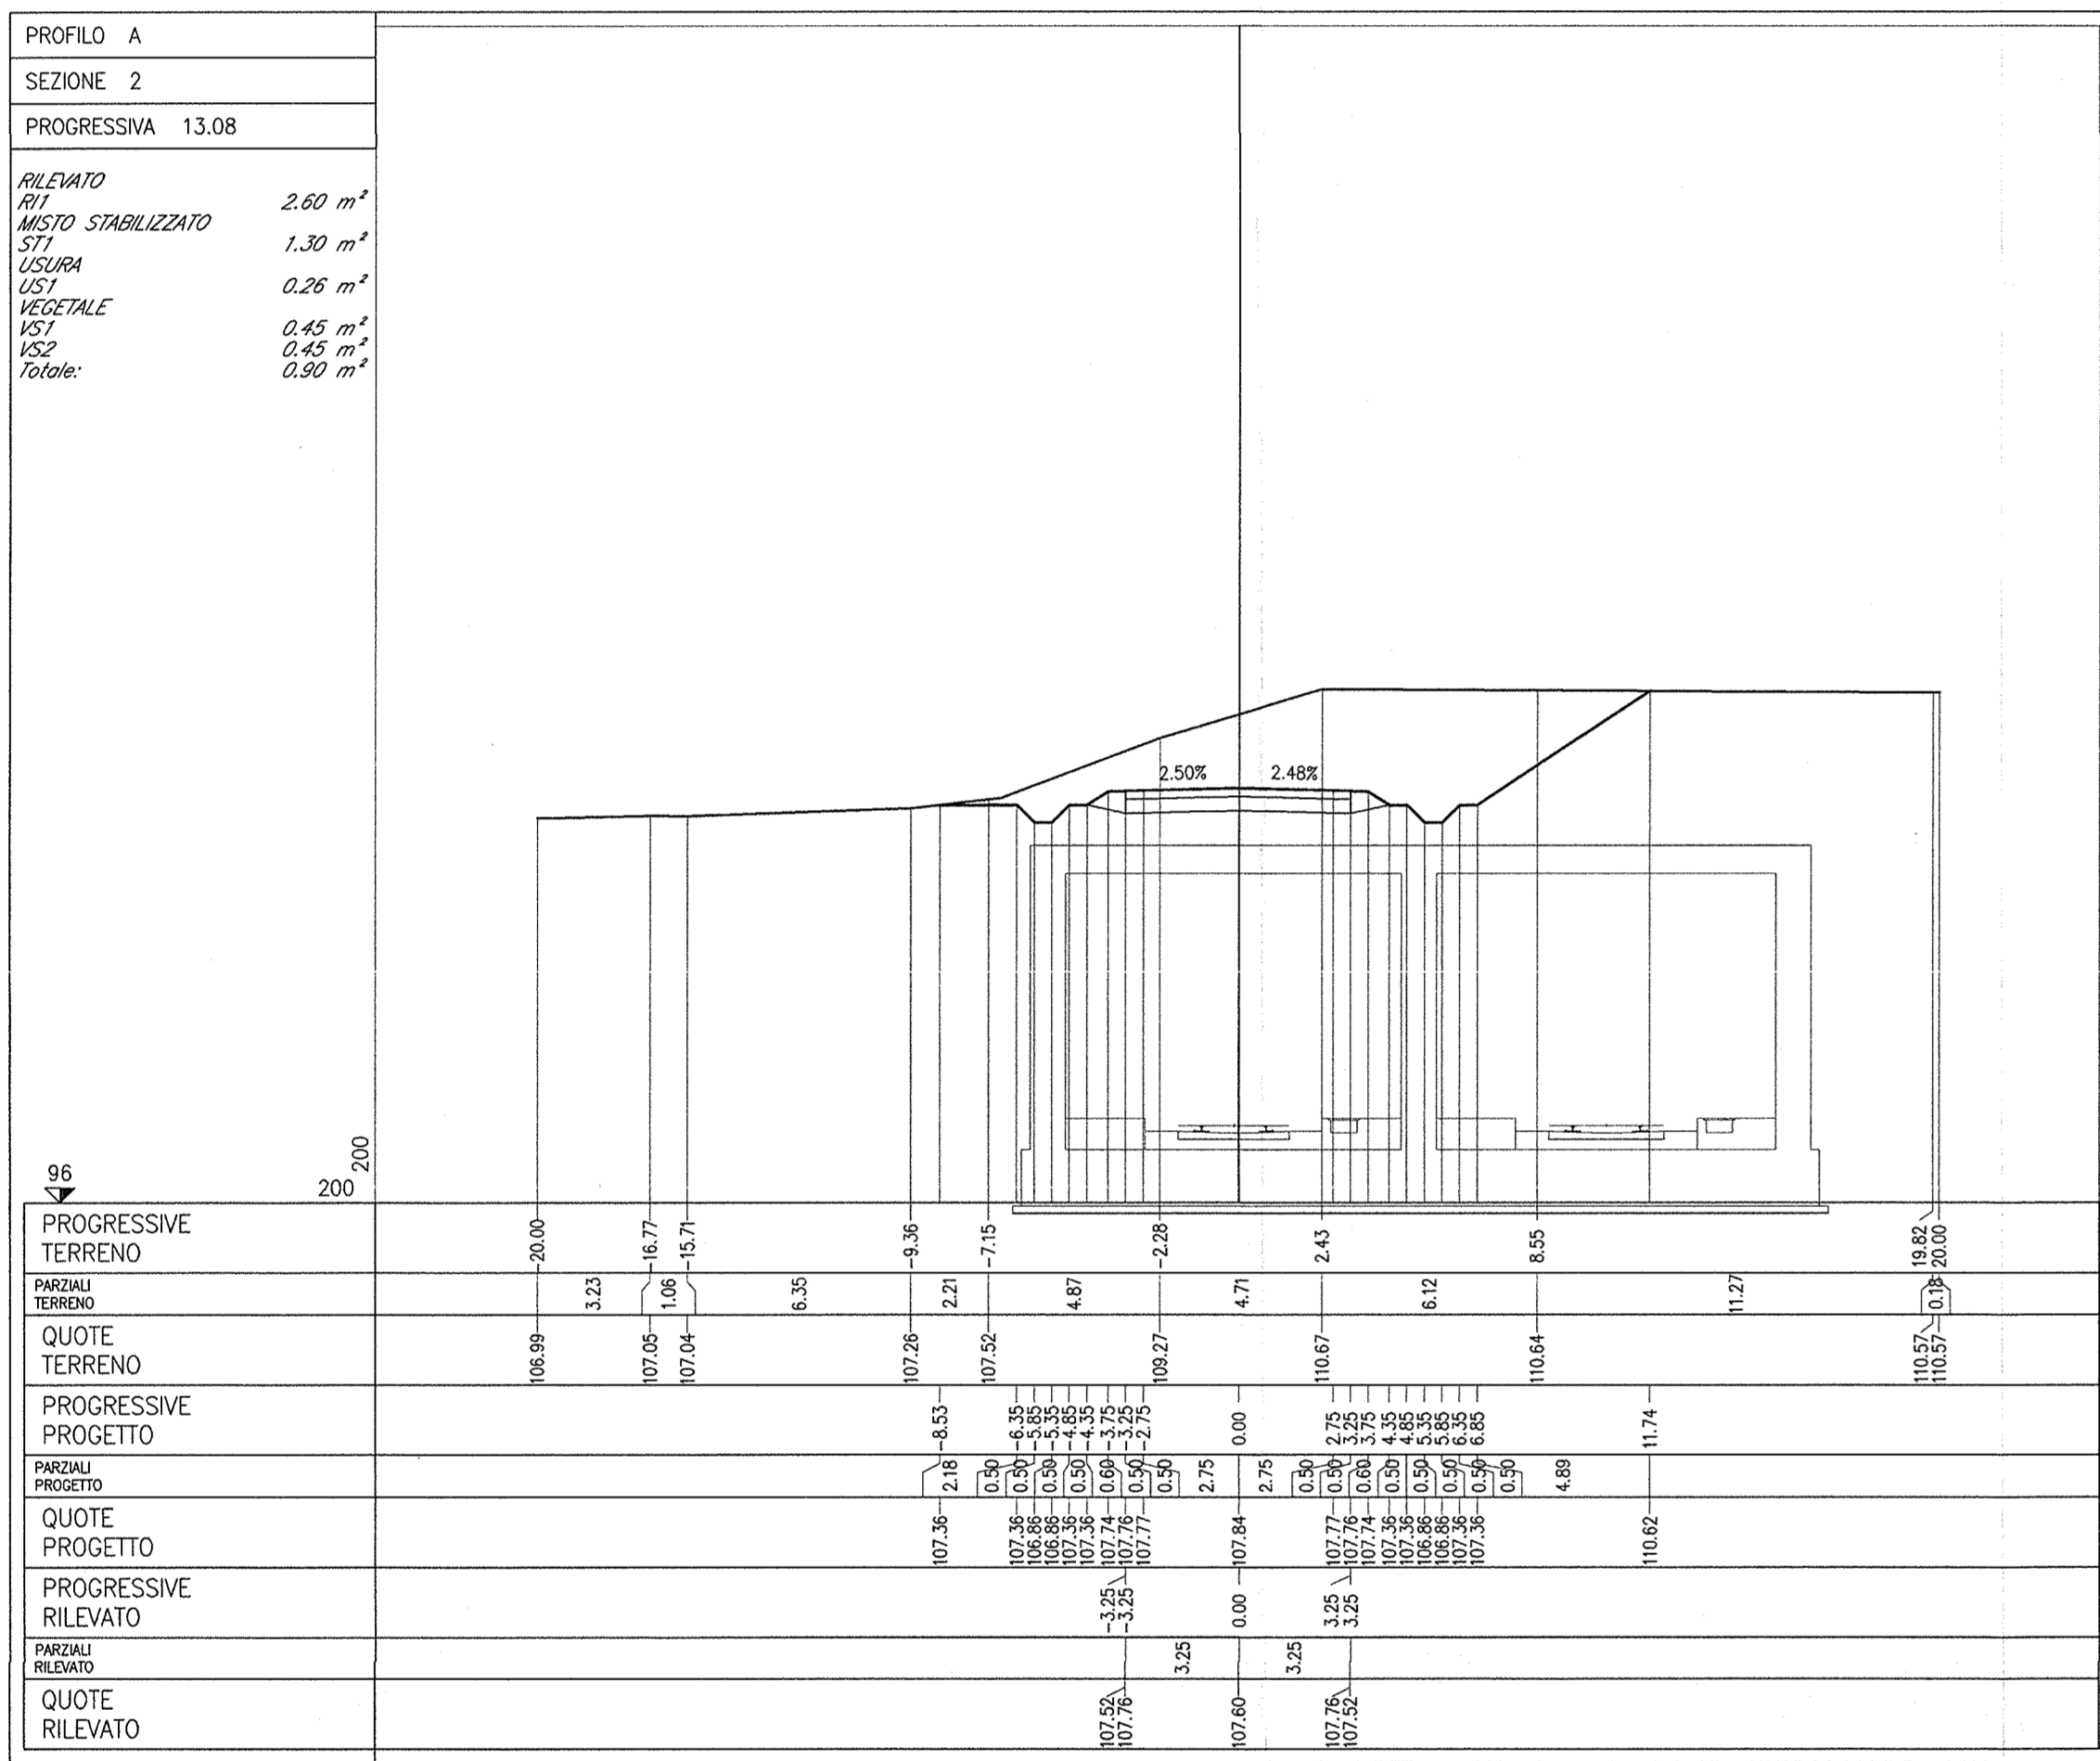 PROFILO A
SEZIONE 2
PROGRESSIVA 13.08
RILEVATO
RI1 2.60 m²
MISTO STABILIZZATO
ST1 1.30 m²
USURA
US1 0.26 m²
VEGETALE
VS1 0.45 m²
VS2 0.45 m²
Totale: 0.90 m²
2.50% 2.48%
96
200
200
PROGRESSIVE
TERRENO
-20.00 -16.77 -15.71 -9.36 -7.15 -2.28 2.43 8.55 19.82 20.00
PARZIALI
TERRENO
3.23 1.06 6.35 2.21 4.87 4.71 6.12 11.27 0.18
QUOTE
TERRENO
106.99 107.05 107.04 107.26 107.52 109.27 110.67 110.64 110.57 110.57
PROGRESSIVE
PROGETTO
-8.53 -6.35 -5.85 -5.35 -4.85 -4.35 -3.75 -3.25 -2.75 0.00 2.75 3.25 3.75 4.35 4.85 5.35 5.85 6.35 6.85 11.74
PARZIALI
PROGETTO
2.18 0.50 0.50 0.50 0.50 0.60 0.50 0.50 2.75 2.75 0.50 0.50 0.60 0.50 0.50 0.50 0.50 0.50 4.89
QUOTE
PROGETTO
107.36 107.36 106.86 106.86 107.36 107.36 107.74 107.76 107.77 107.84 107.77 107.76 107.74 107.36 107.36 106.86 106.86 107.36 107.36 110.62
PROGRESSIVE
RILEVATO
-3.25 -3.25 0.00 3.25 3.25
PARZIALI
RILEVATO
3.25 3.25
QUOTE
RILEVATO
107.52 107.76 107.60 107.76 107.52